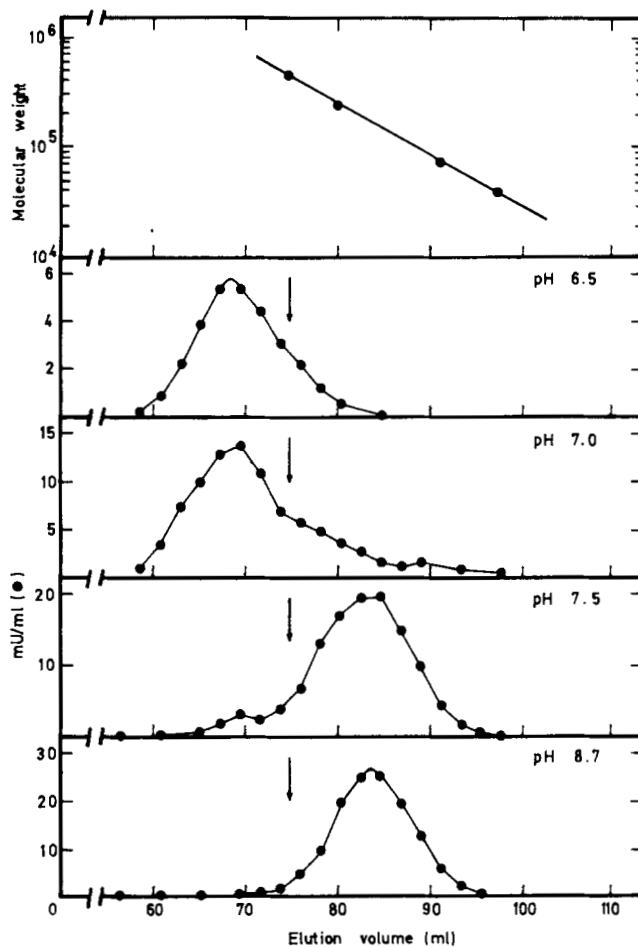 10^6
10^5
10^4
Molecular weight
6
4
2
pH 6.5
15
10
5
pH 7.0
mU/ml (●)
20
10
pH 7.5
30
20
10
pH 8.7
0 60 70 80 90 100 110
Elution volume (ml)